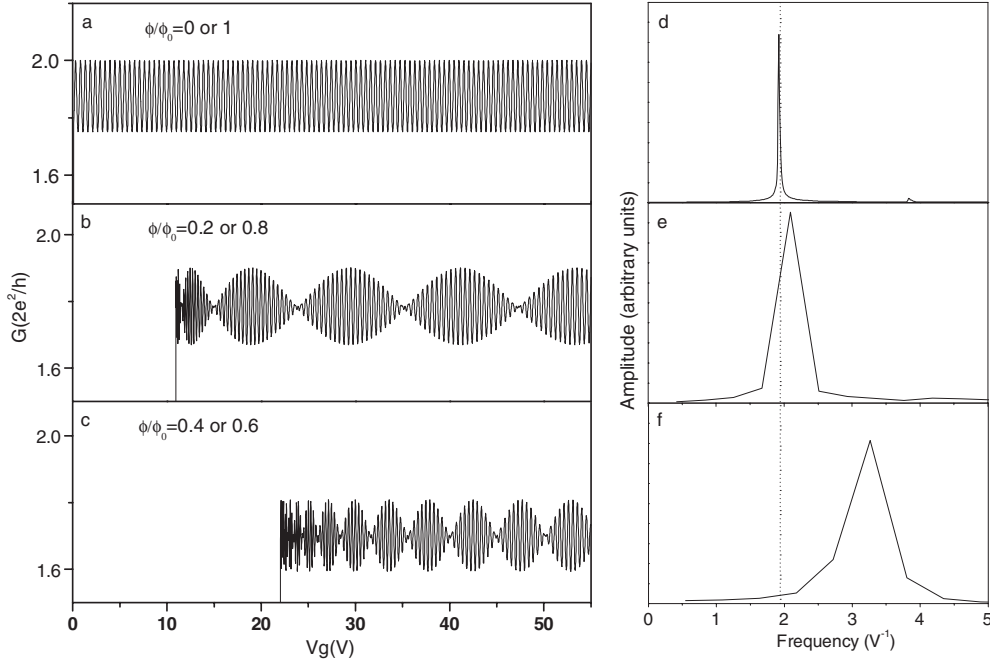 a
ϕ/ϕ₀=0 or 1
2.0
1.6
b
ϕ/ϕ₀=0.2 or 0.8
2.0
1.6
c
ϕ/ϕ₀=0.4 or 0.6
2.0
1.6
G(2e²/h)
0 10 20 30 40 50
Vg(V)
d
e
f
Amplitude (arbitrary units)
0 1 2 3 4 5
Frequency (V⁻¹)